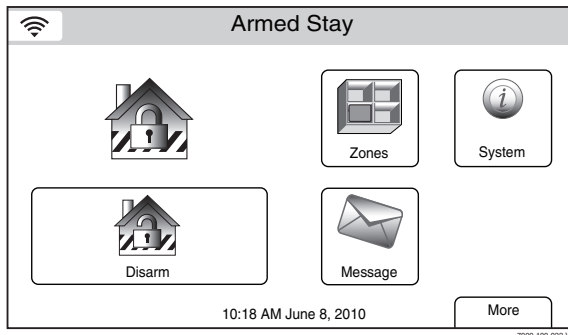 Armed Stay
Zones
System
Disarm
Message
10:18 AM June 8, 2010
More